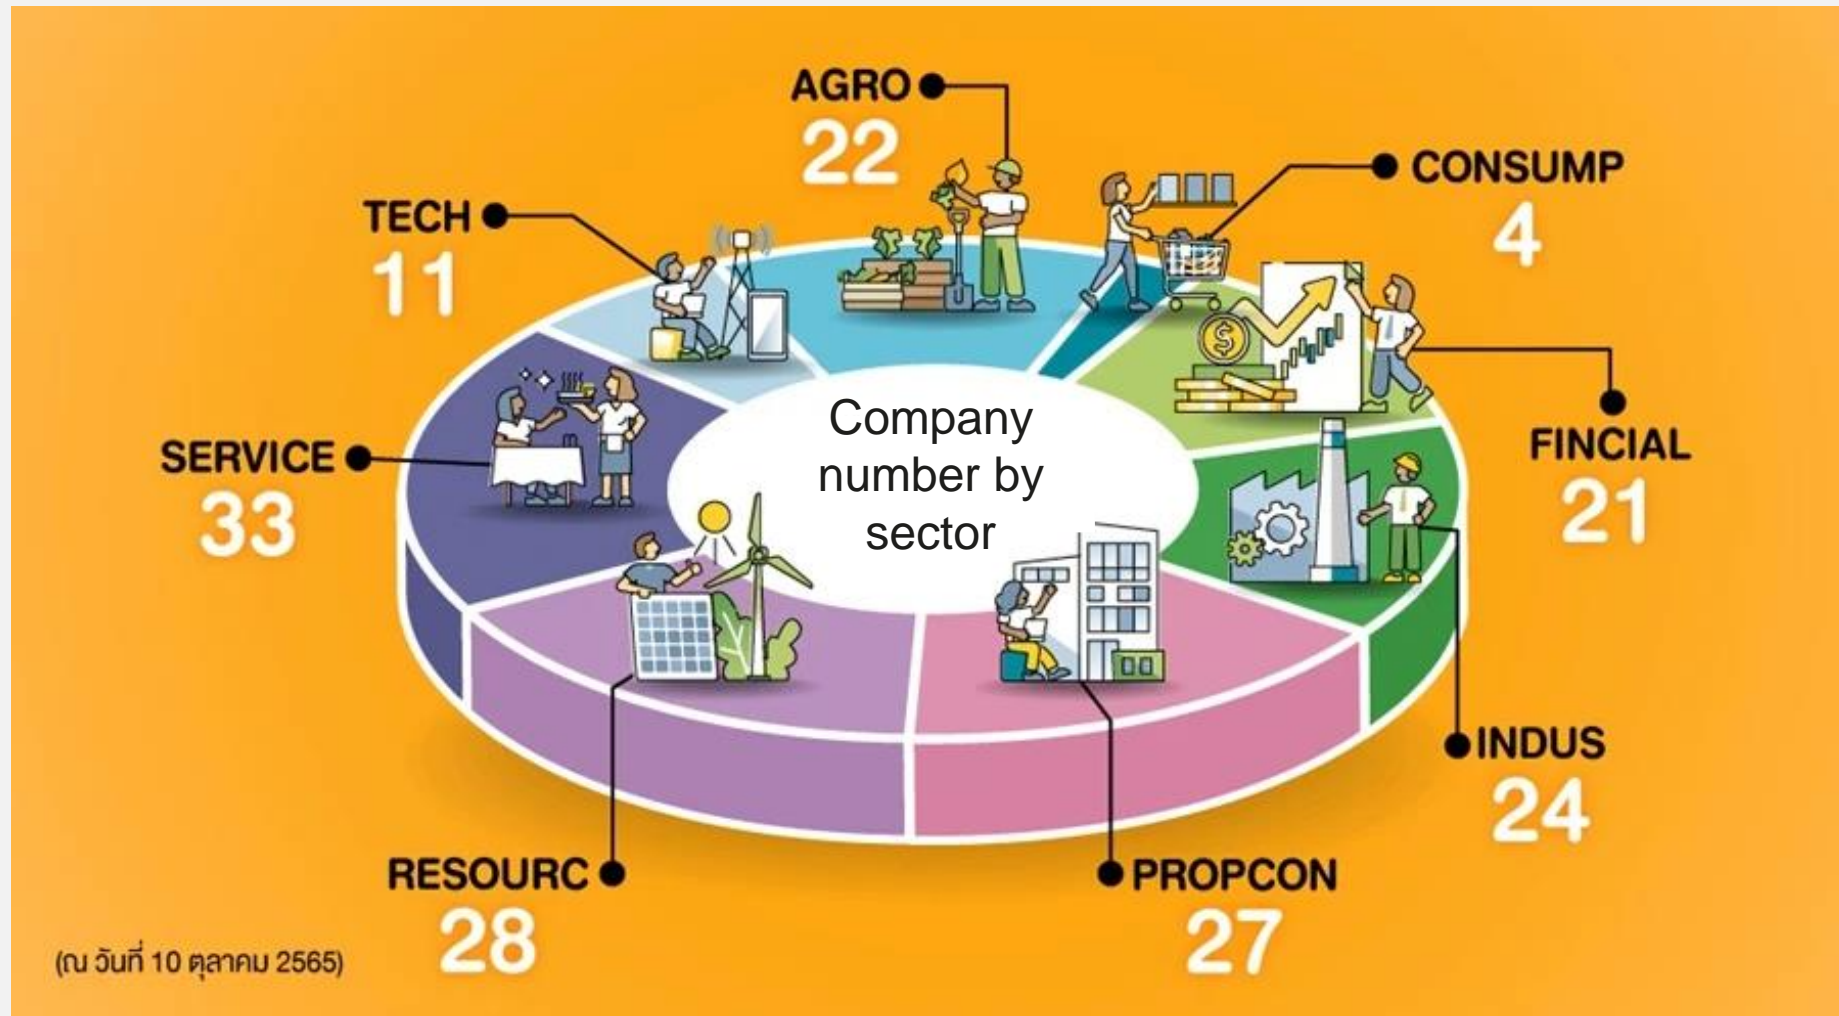 AGRO
22
CONSUMP
4
TECH
11
Company
number by
sector
FINCIAL
21
SERVICE
33
INDUS
24
RESOURC
28
PROPCON
27
(ณ วันที่ 10 ตุลาคม 2565)